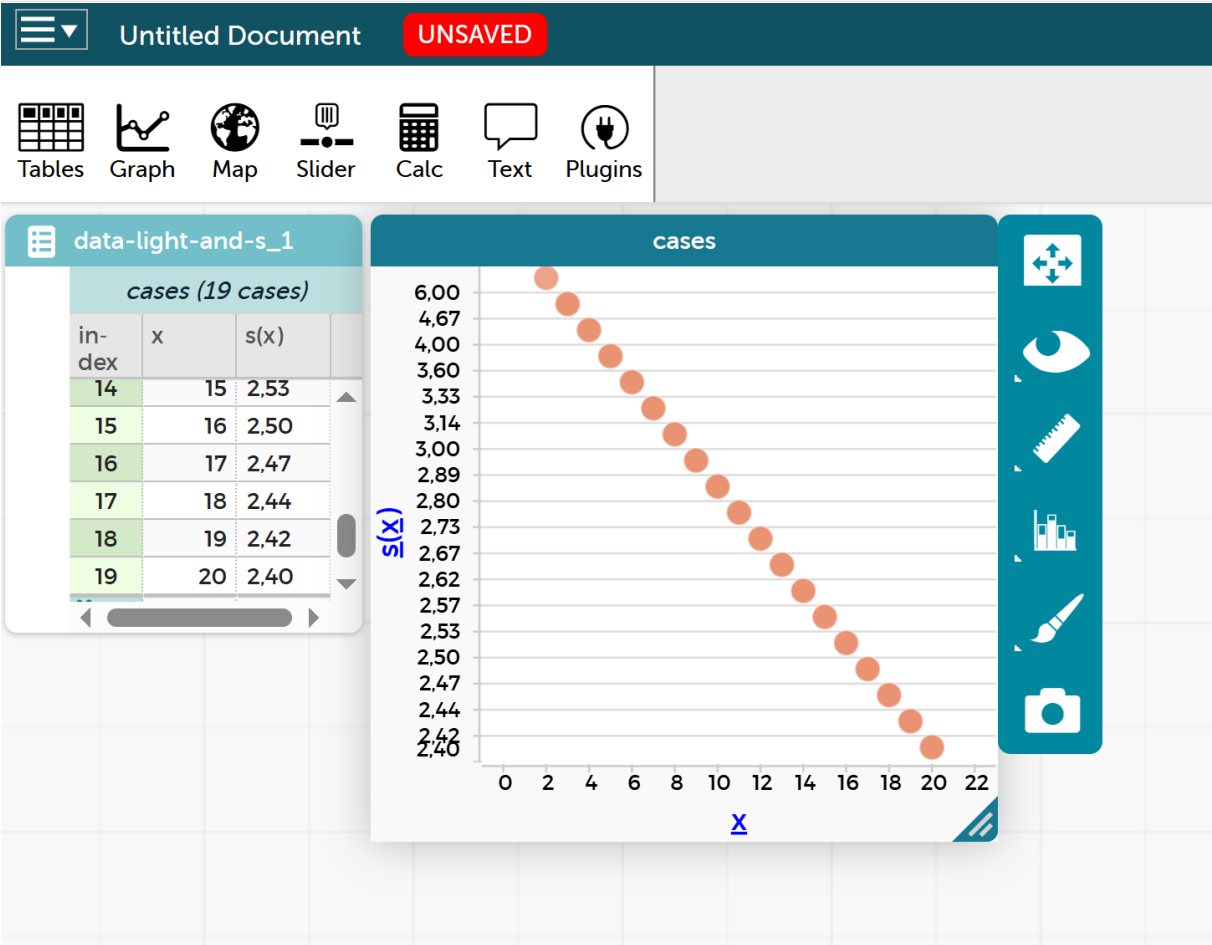 Untitled Document UNSAVED
Tables Graph Map Slider Calc Text Plugins
data-light-and-s_1
cases (19 cases)
in-
dex x s(x)
14 15 2,53
15 16 2,50
16 17 2,47
17 18 2,44
18 19 2,42
19 20 2,40
cases
6,00
4,67
4,00
3,60
3,33
3,14
3,00
2,89
2,80
2,73
2,67
2,62
2,57
2,53
2,50
2,47
2,44
2,42
2,40
s(x)
0 2 4 6 8 10 12 14 16 18 20 22
x